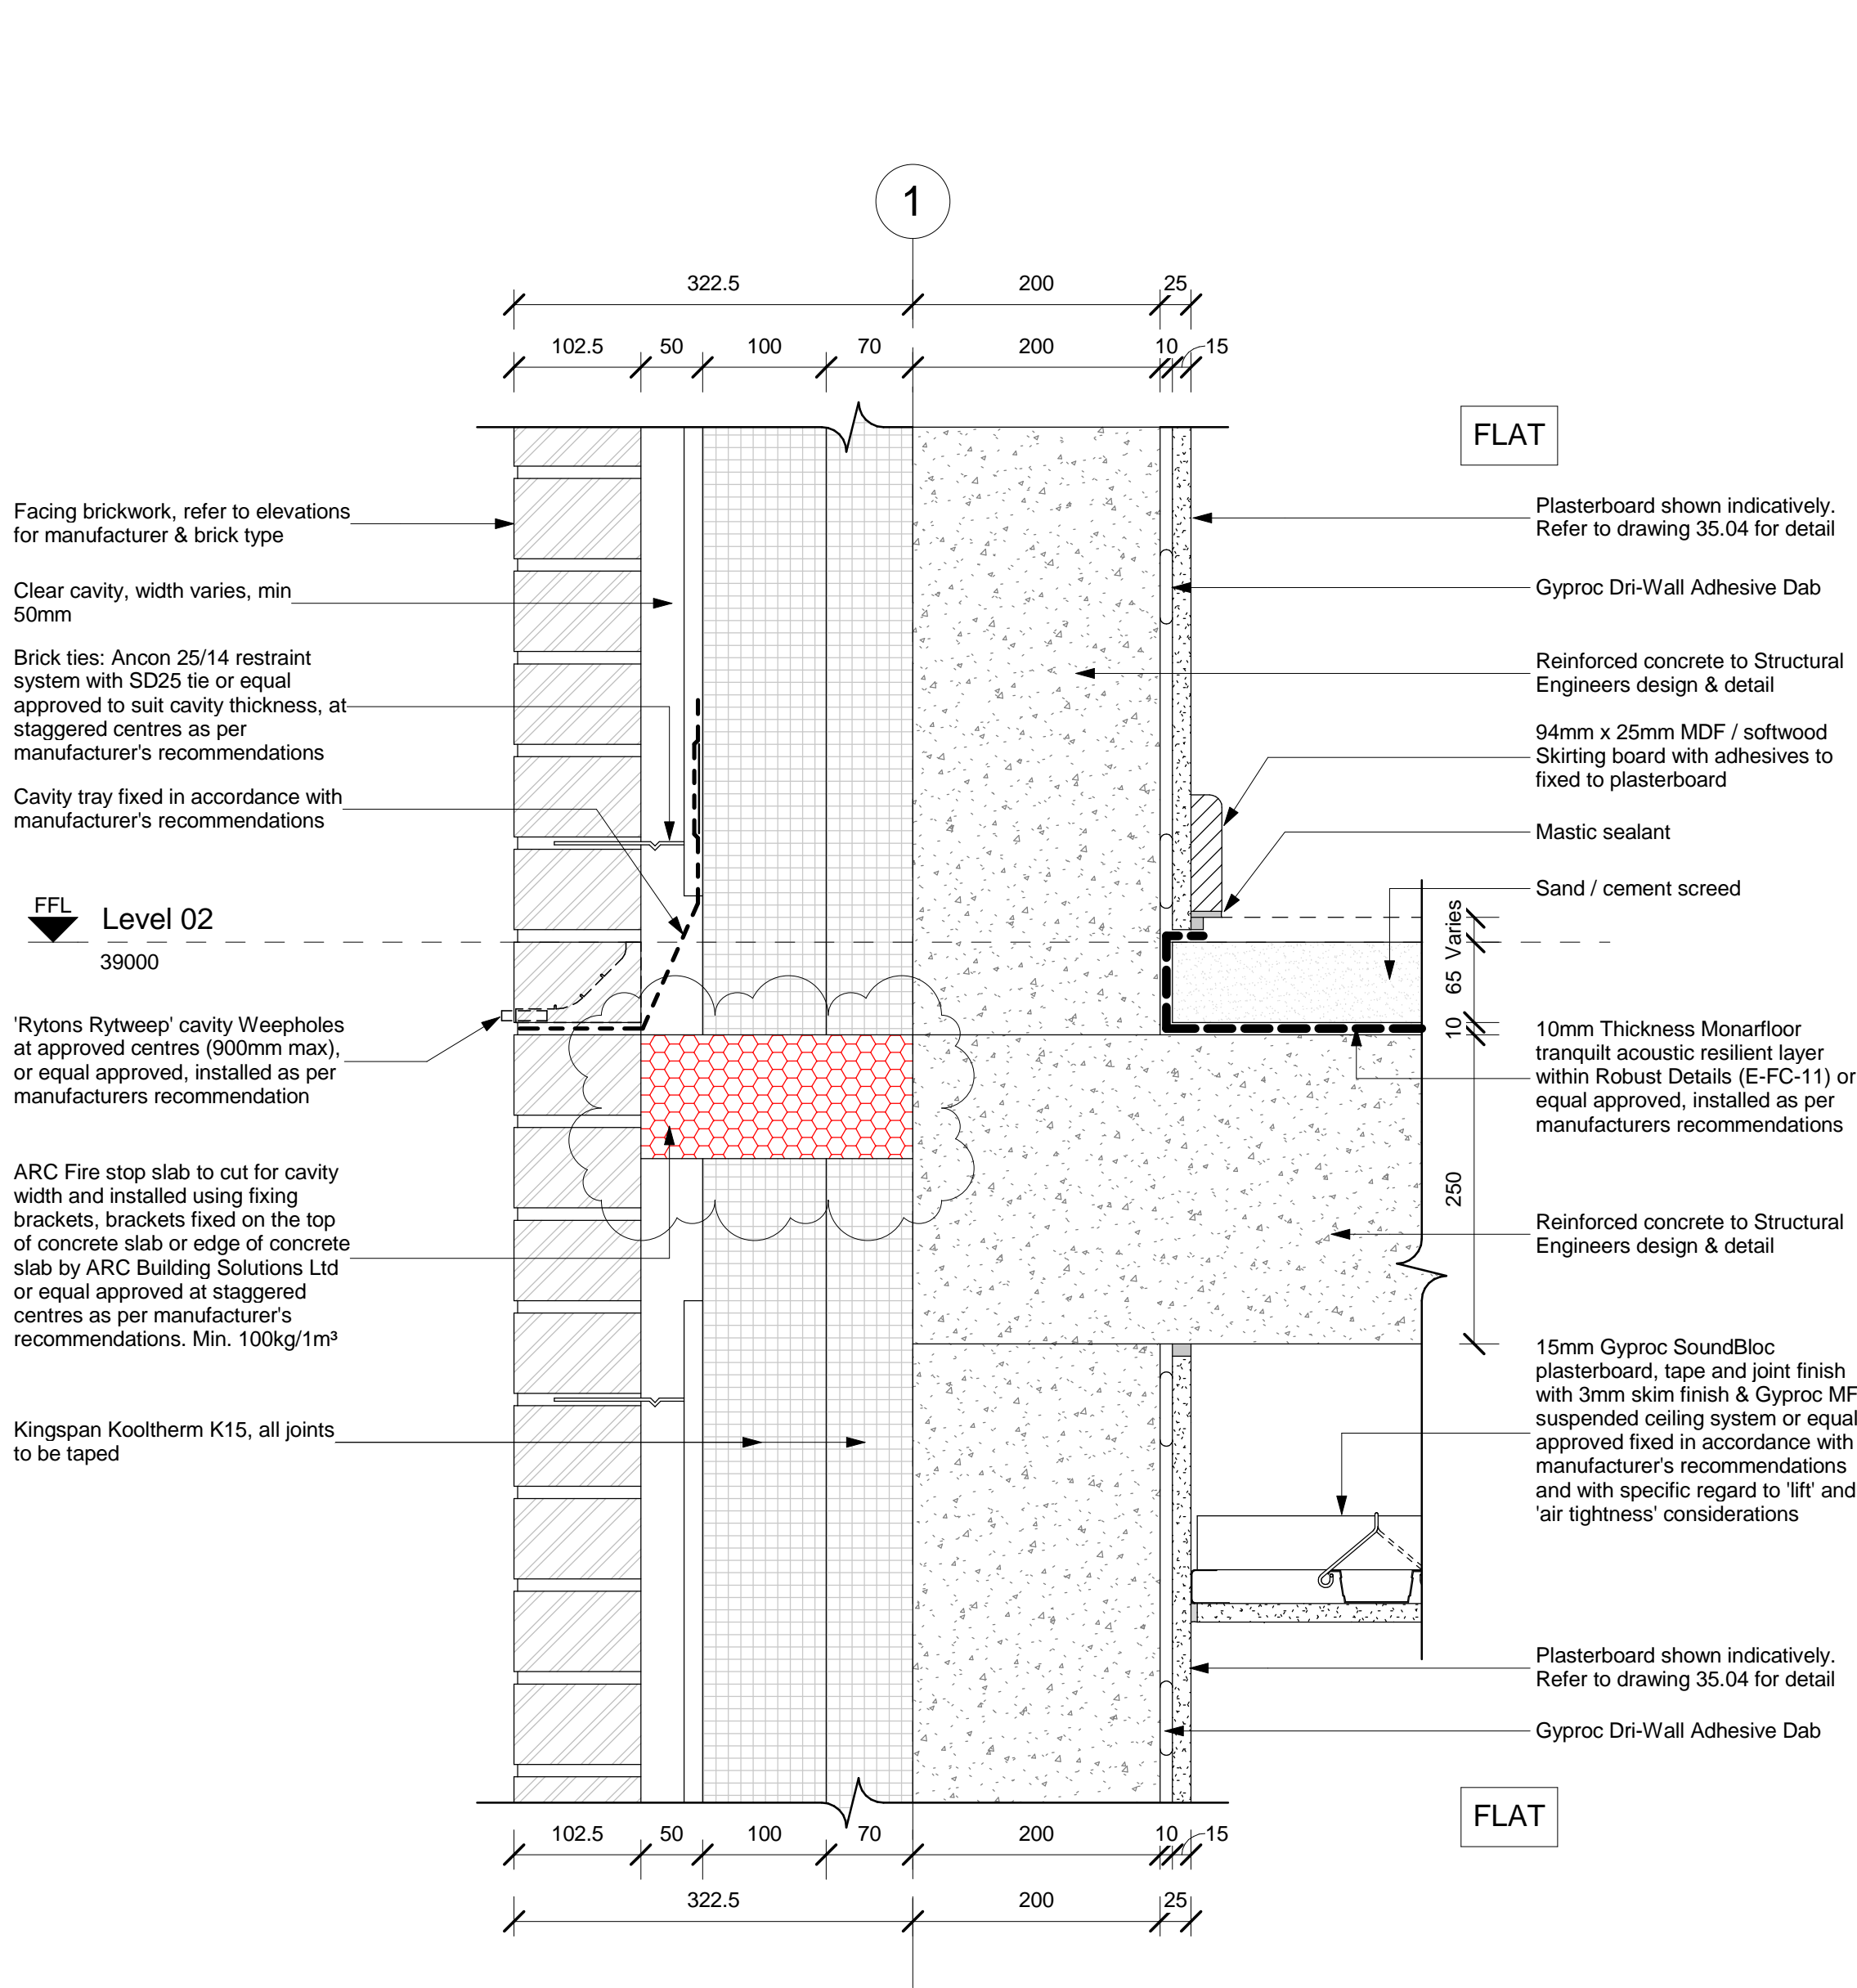 1
322.5
200
25
102.5
50
100
70
200
10
15
FLAT
Facing brickwork, refer to elevations
for manufacturer & brick type
Clear cavity, width varies, min
50mm
Brick ties: Ancon 25/14 restraint
system with SD25 tie or equal
approved to suit cavity thickness, at
staggered centres as per
manufacturer's recommendations
Cavity tray fixed in accordance with
manufacturer's recommendations
FFL
Level 02
39000
'Rytons Rytweep' cavity Weepholes
at approved centres (900mm max),
or equal approved, installed as per
manufacturers recommendation
ARC Fire stop slab to cut for cavity
width and installed using fixing
brackets, brackets fixed on the top
of concrete slab or edge of concrete
slab by ARC Building Solutions Ltd
or equal approved at staggered
centres as per manufacturer's
recommendations. Min. 100kg/1m³
Kingspan Kooltherm K15, all joints
to be taped
Plasterboard shown indicatively.
Refer to drawing 35.04 for detail
Gyproc Dri-Wall Adhesive Dab
Reinforced concrete to Structural
Engineers design & detail
94mm x 25mm MDF / softwood
Skirting board with adhesives to
fixed to plasterboard
Mastic sealant
Sand / cement screed
Varies
65
10
250
10mm Thickness Monarfloor
tranquilt acoustic resilient layer
within Robust Details (E-FC-11) or
equal approved, installed as per
manufacturers recommendations
Reinforced concrete to Structural
Engineers design & detail
15mm Gyproc SoundBloc
plasterboard, tape and joint finish
with 3mm skim finish & Gyproc MF
suspended ceiling system or equal
approved fixed in accordance with
manufacturer's recommendations
and with specific regard to 'lift' and
'air tightness' considerations
Plasterboard shown indicatively.
Refer to drawing 35.04 for detail
Gyproc Dri-Wall Adhesive Dab
FLAT
102.5
50
100
70
200
10
15
322.5
200
25